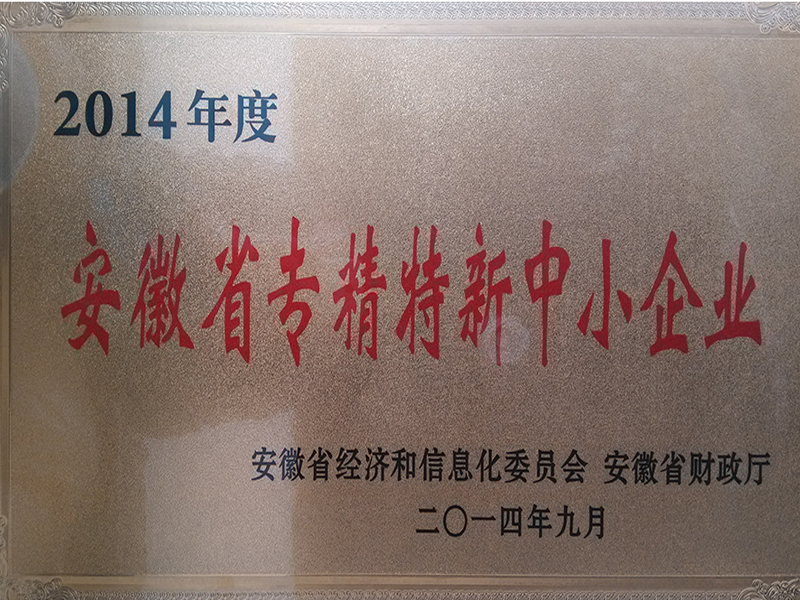 2014年度
安徽省专精特新中小企业
安徽省经济和信息化委员会 安徽省财政厅
二〇一四年九月